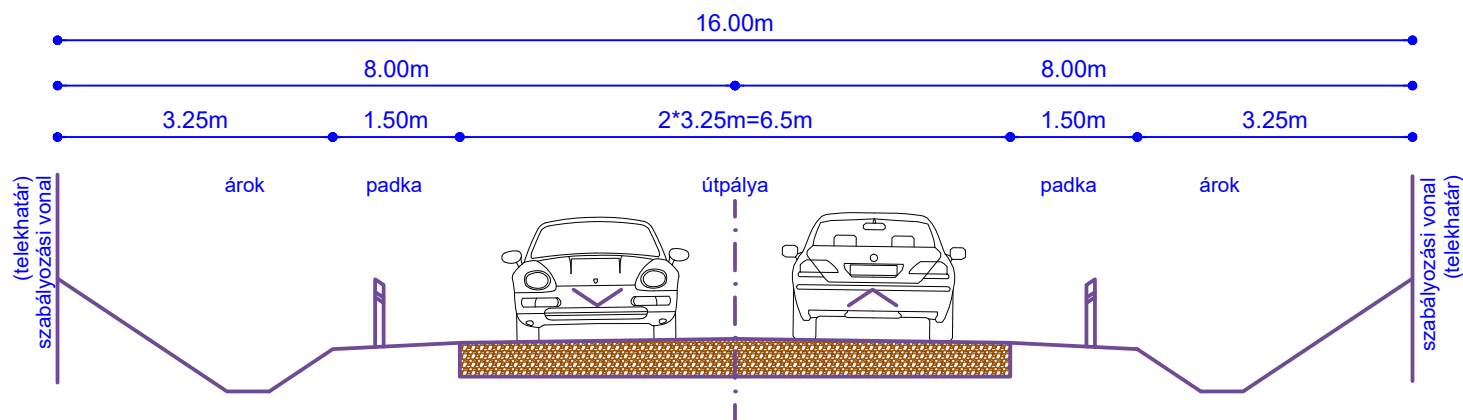 16.00m
8.00m
8.00m
3.25m
1.50m
2*3.25m=6.5m
1.50m
3.25m
(telekhatár)
szabályozási vonal
árok
padka
útpálya
padka
árok
szabályozási vonal
(telekhatár)